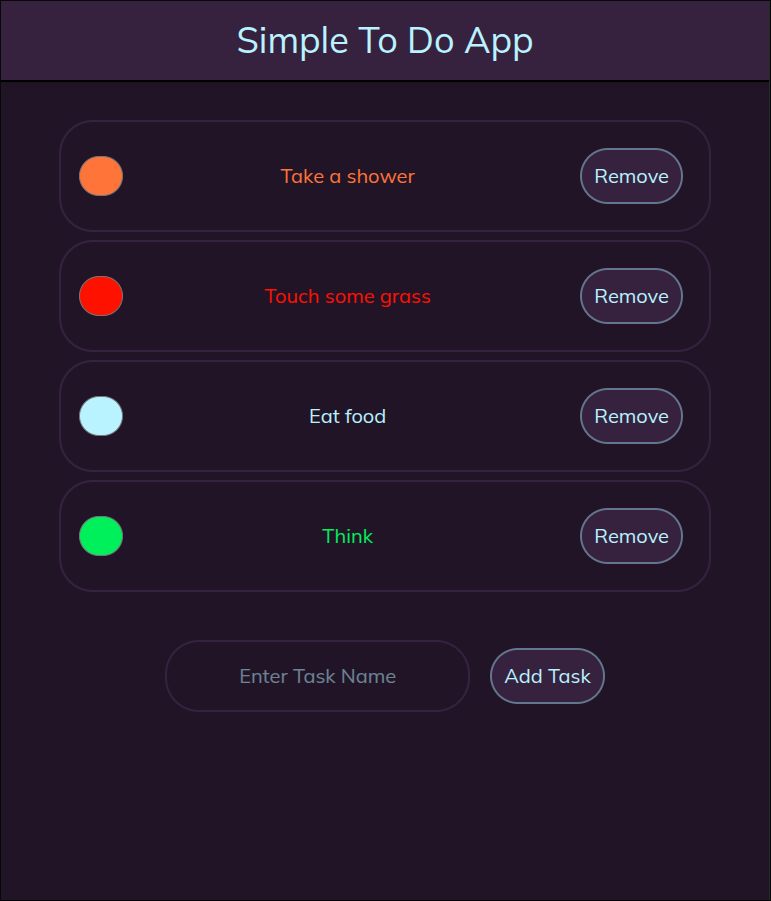 Simple To Do App
Take a shower
Remove
Touch some grass
Remove
Eat food
Remove
Think
Remove
Enter Task Name
Add Task